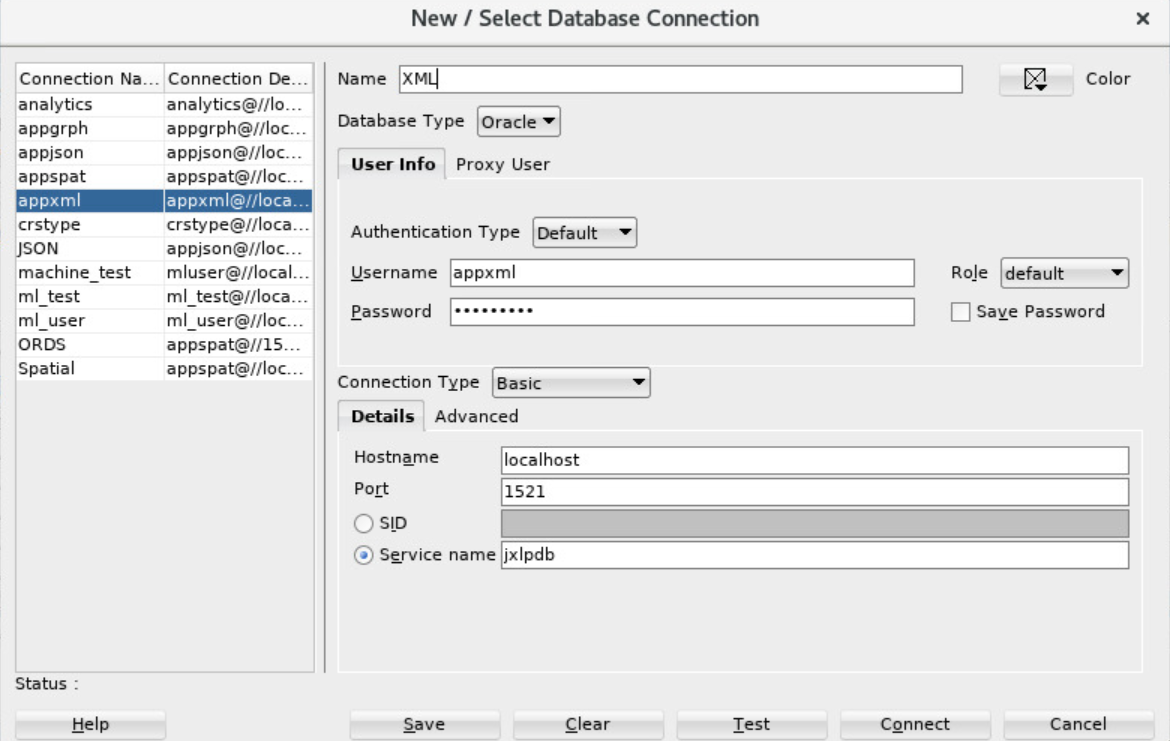 New / Select Database Connection
Connection Na... Connection De...
analytics analytics@//lo...
appgrph appgrph@//loc...
appjson appjson@//loc...
appspat appspat@//loc...
appxml appxml@//loca...
crstype crstype@//loca...
JSON appjson@//loc...
machine_test mluser@//local...
ml_test ml_test@//loca...
ml_user ml_user@//loc...
ORDS appspat@//15...
Spatial appspat@//loc...
Status :
Name XML Color
Database Type Oracle
User Info Proxy User
Authentication Type Default
Username appxml Role default
Password ••••••••• Save Password
Connection Type Basic
Details Advanced
Hostname localhost
Port 1521
SID
Service name jxlpdb
Help Save Clear Test Connect Cancel